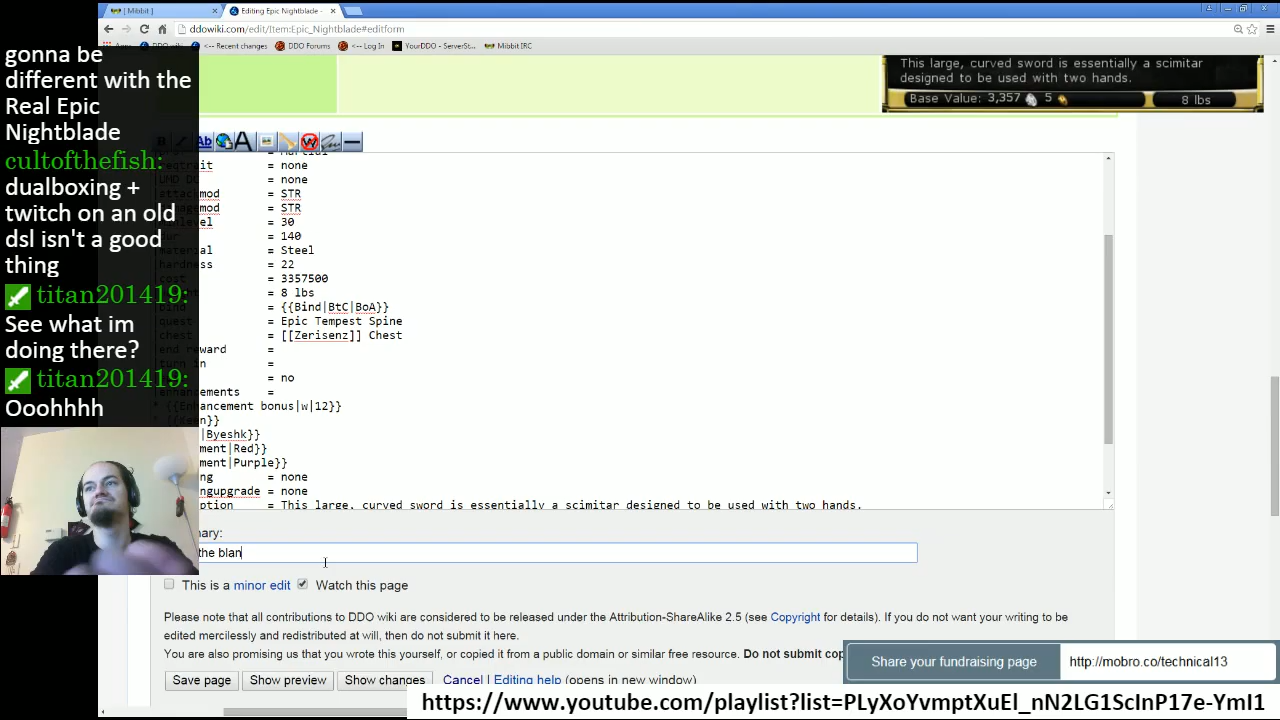 [ Mibbit ]
Editing Epic Nightblade -
ddowiki.com/edit/Item:Epic_Nightblade#editform
<-- Recent changes
DDO Forums
<-- Log In
YourDDO - ServerSt...
Mibbit IRC
gonna be
different with the
Real Epic
Nightblade
cultofthefish:
dualboxing +
twitch on an old
dsl isn't a good
thing
titan201419:
See what im
doing there?
titan201419:
Ooohhhh
This large, curved sword is essentially a scimitar
designed to be used with two hands.
Base Value: 3,357 5
8 lbs
= none
= none
= STR
= STR
= 30
= 140
= Steel
hardness = 22
= 3357500
= 8 lbs
= {{Bind|BtC|BoA}}
= Epic Tempest Spine
= [[Zerisenz]] Chest
end reward =
=
= no
enhancements =
* {{Enhancement bonus|w|12}}
|Byeshk}}
ment|Red}}
ment|Purple}}
ng = none
ngupgrade = none
ption = This large, curved sword is essentially a scimitar designed to be used with two hands.
nary:
the blan
This is a minor edit
Watch this page
Please note that all contributions to DDO wiki are considered to be released under the Attribution-ShareAlike 2.5 (see Copyright for details). If you do not want your writing to
be edited mercilessly and redistributed at will, then do not submit it here.
You are also promising us that you wrote this yourself, or copied it from a public domain or similar free resource. Do not submit cop
Save page
Show preview
Show changes
Cancel | Editing help (opens in new window)
Share your fundraising page
http://mobro.co/technical13
https://www.youtube.com/playlist?list=PLyXoYvmptXuEl_nN2LG1ScInP17e-YmI1